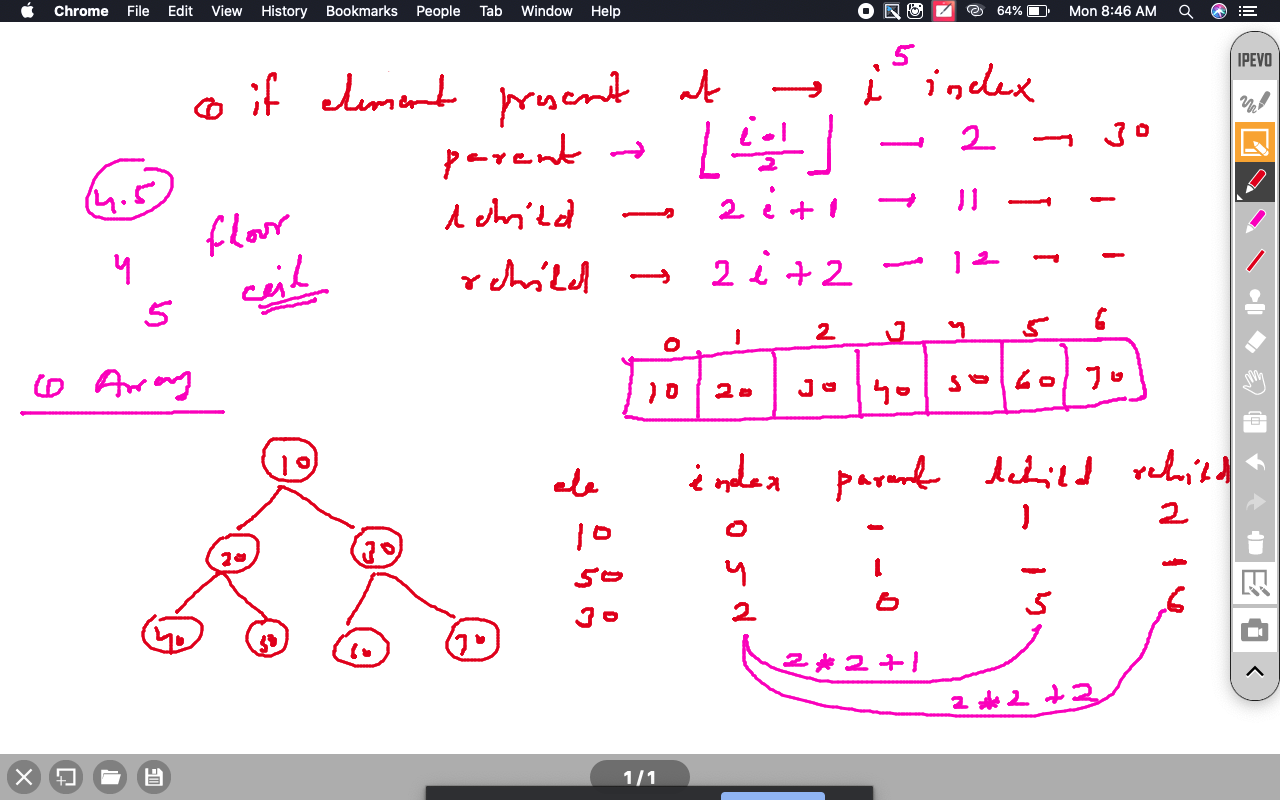 Chrome File Edit View History Bookmarks People Tab Window Help 64% Mon 8:46 AM
IPEVO
5
① if element present at → i index
parent → ⌊(i-1)/2⌋ → 2 → 30
lchild → 2i+1 → 11 → -
rchild → 2i+2 - 12 → -
4.5
floor
4
ceil
5
① Array
0 1 2 3 4 5 6
10 20 30 40 50 60 70
10
20 30
40 50 60 70
ele index parent lchild rchild
10 0 - 1 2
50 4 1 - -
30 2 0 5 6
2*2+1
2*2+2
1/1